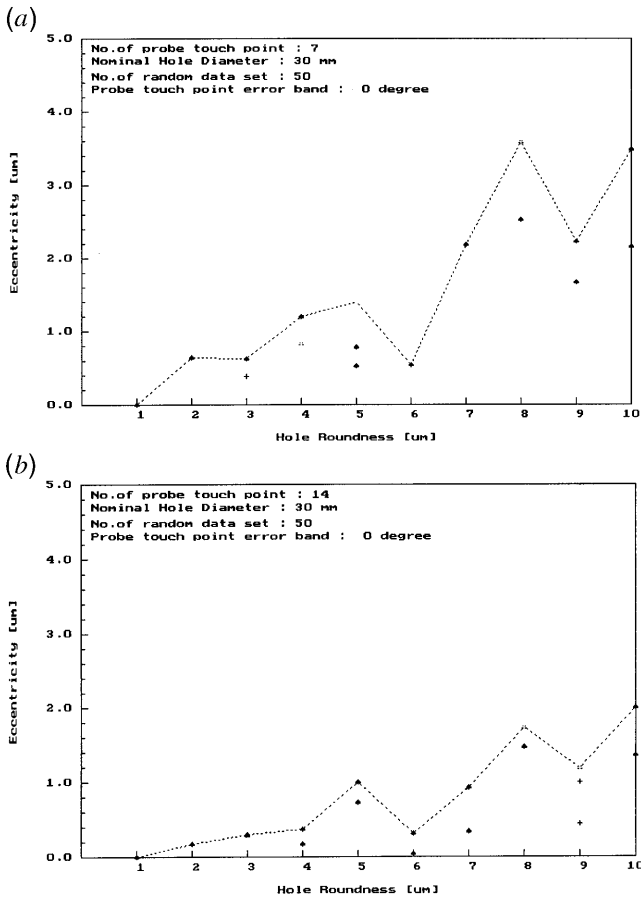 (a)
5.0
No.of probe touch point : 7
Nominal Hole Diameter : 30 mm
No.of random data set : 50
Probe touch point error band : 0 degree
4.0
3.0
2.0
1.0
0.0
Eccentricity [um]
1 2 3 4 5 6 7 8 9 10
Hole Roundness [um]
(b)
5.0
No.of probe touch point : 14
Nominal Hole Diameter : 30 mm
No.of random data set : 50
Probe touch point error band : 0 degree
4.0
3.0
2.0
1.0
0.0
Eccentricity [um]
1 2 3 4 5 6 7 8 9 10
Hole Roundness [um]